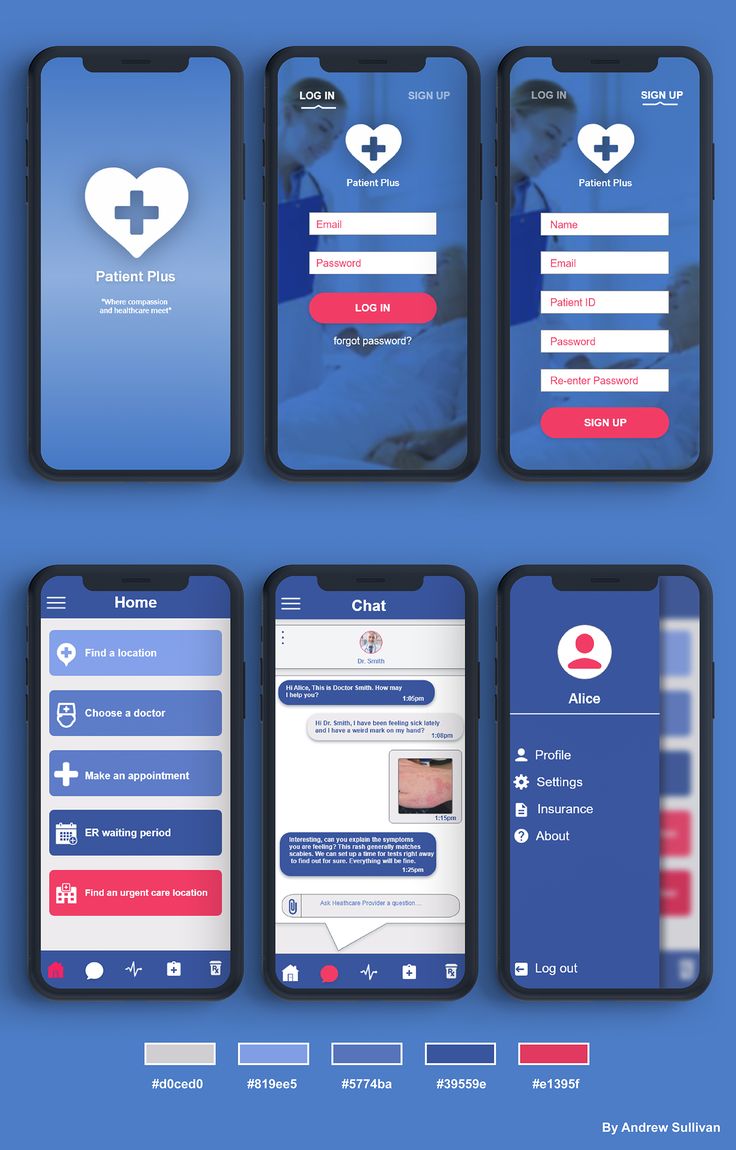 Patient Plus
"Where compassion
and healthcare meet"
LOG IN
SIGN UP
Patient Plus
Email
Password
LOG IN
forgot password?
LOG IN
SIGN UP
Patient Plus
Name
Email
Patient ID
Password
Re-enter Password
SIGN UP
Home
Find a location
Choose a doctor
Make an appointment
ER waiting period
Find an urgent care location
Rx
Chat
Dr. Smith
Hi Alice, This is Doctor Smith. How may
I help you?
1:05pm
Hi Dr. Smith, I have been feeling sick lately
and I have a weird mark on my hand?
1:08pm
1:15pm
Interesting, can you explain the symptoms
you are feeling? This rash generally matches
scabies. We can set up a time for tests right away
to find out for sure. Everything will be fine.
1:25pm
Ask Heathcare Provider a question....
Rx
Alice
Profile
Settings
Insurance
About
Log out
#d0ced0
#819ee5
#5774ba
#39559e
#e1395f
By Andrew Sullivan